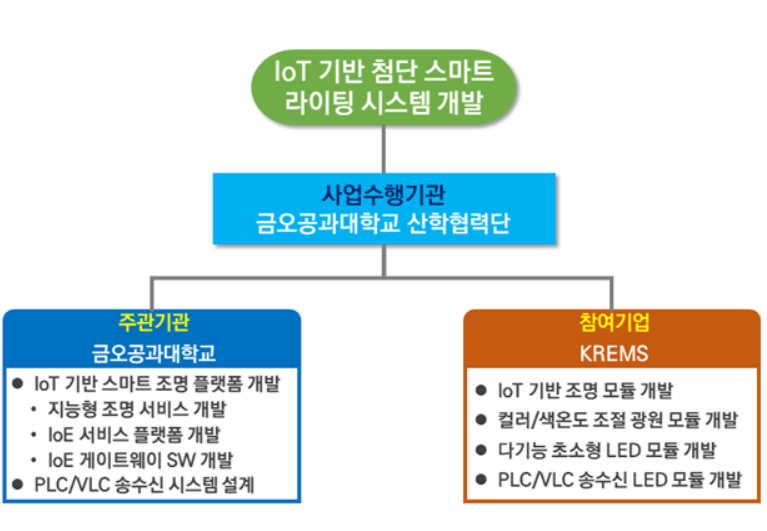 IoT 기반 첨단 스마트
라이팅 시스템 개발
사업수행기관
금오공과대학교 산학협력단
주관기관
금오공과대학교
● IoT 기반 스마트 조명 플랫폼 개발
• 지능형 조명 서비스 개발
• IoE 서비스 플랫폼 개발
• IoE 게이트웨이 SW 개발
● PLC/VLC 송수신 시스템 설계
참여기업
KREMS
● IoT 기반 조명 모듈 개발
● 컬러/색온도 조절 광원 모듈 개발
● 다기능 초소형 LED 모듈 개발
● PLC/VLC 송수신 LED 모듈 개발